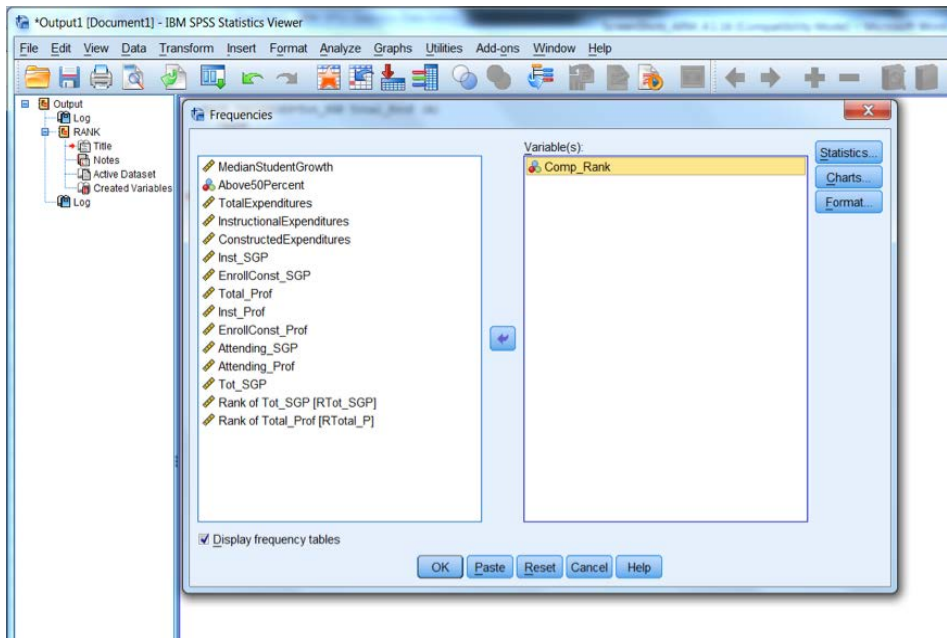 *Output1 [Document1] - IBM SPSS Statistics Viewer
File Edit View Data Transform Insert Format Analyze Graphs Utilities Add-ons Window Help
Output
Log
RANK
Title
Notes
Active Dataset
Created Variables
Log
Frequencies
MedianStudentGrowth
Above50Percent
TotalExpenditures
InstructionalExpenditures
ConstructedExpenditures
Inst_SGP
EnrollConst_SGP
Total_Prof
Inst_Prof
EnrollConst_Prof
Attending_SGP
Attending_Prof
Tot_SGP
Rank of Tot_SGP [RTot_SGP]
Rank of Total_Prof [RTotal_P]
Variable(s):
Comp_Rank
Statistics...
Charts...
Format...
Display frequency tables
OK Paste Reset Cancel Help